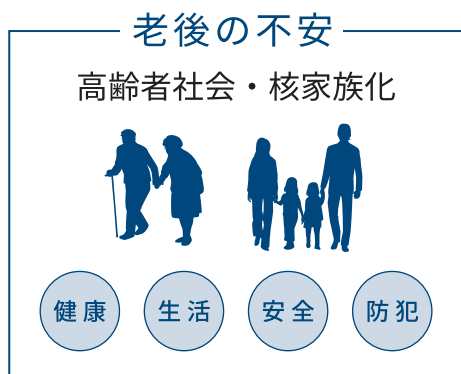 老後の不安
高齢者社会・核家族化
健康 生活 安全 防犯